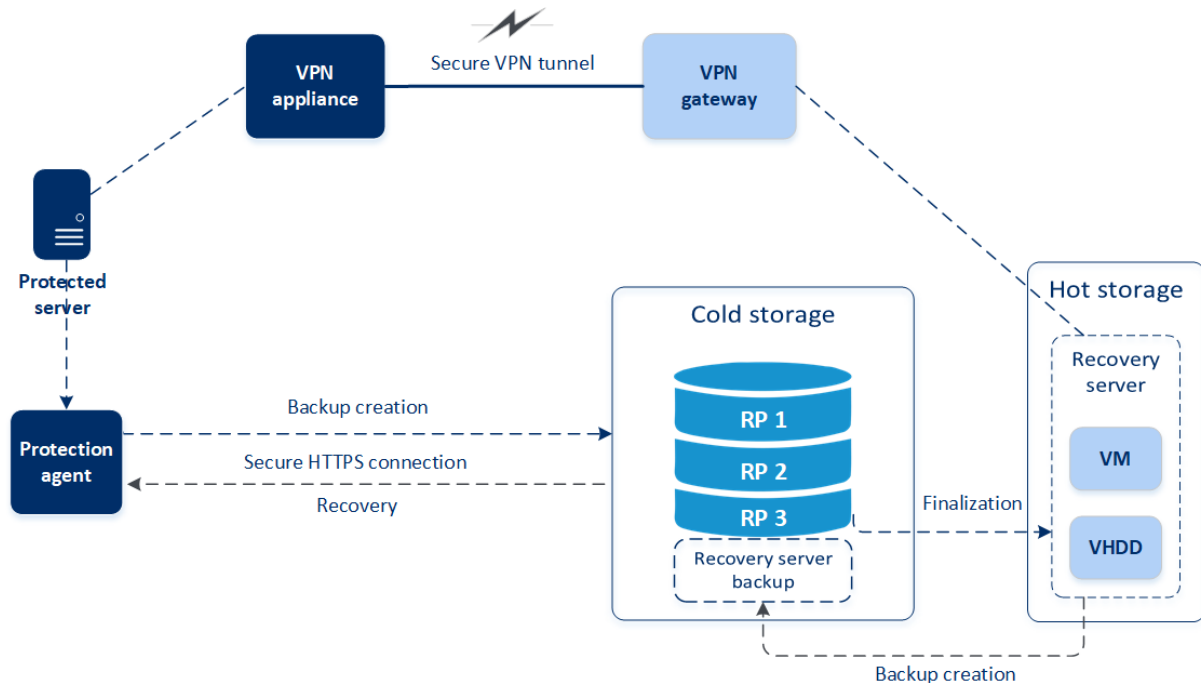 VPN
appliance
Secure VPN tunnel
VPN
gateway
Protected
server
Hot storage
Cold storage
Recovery
server
RP 1
RP 2
RP 3
VM
VHDD
Backup creation
Protection
agent
Secure HTTPS connection
Recovery
Finalization
Recovery server
backup
Backup creation